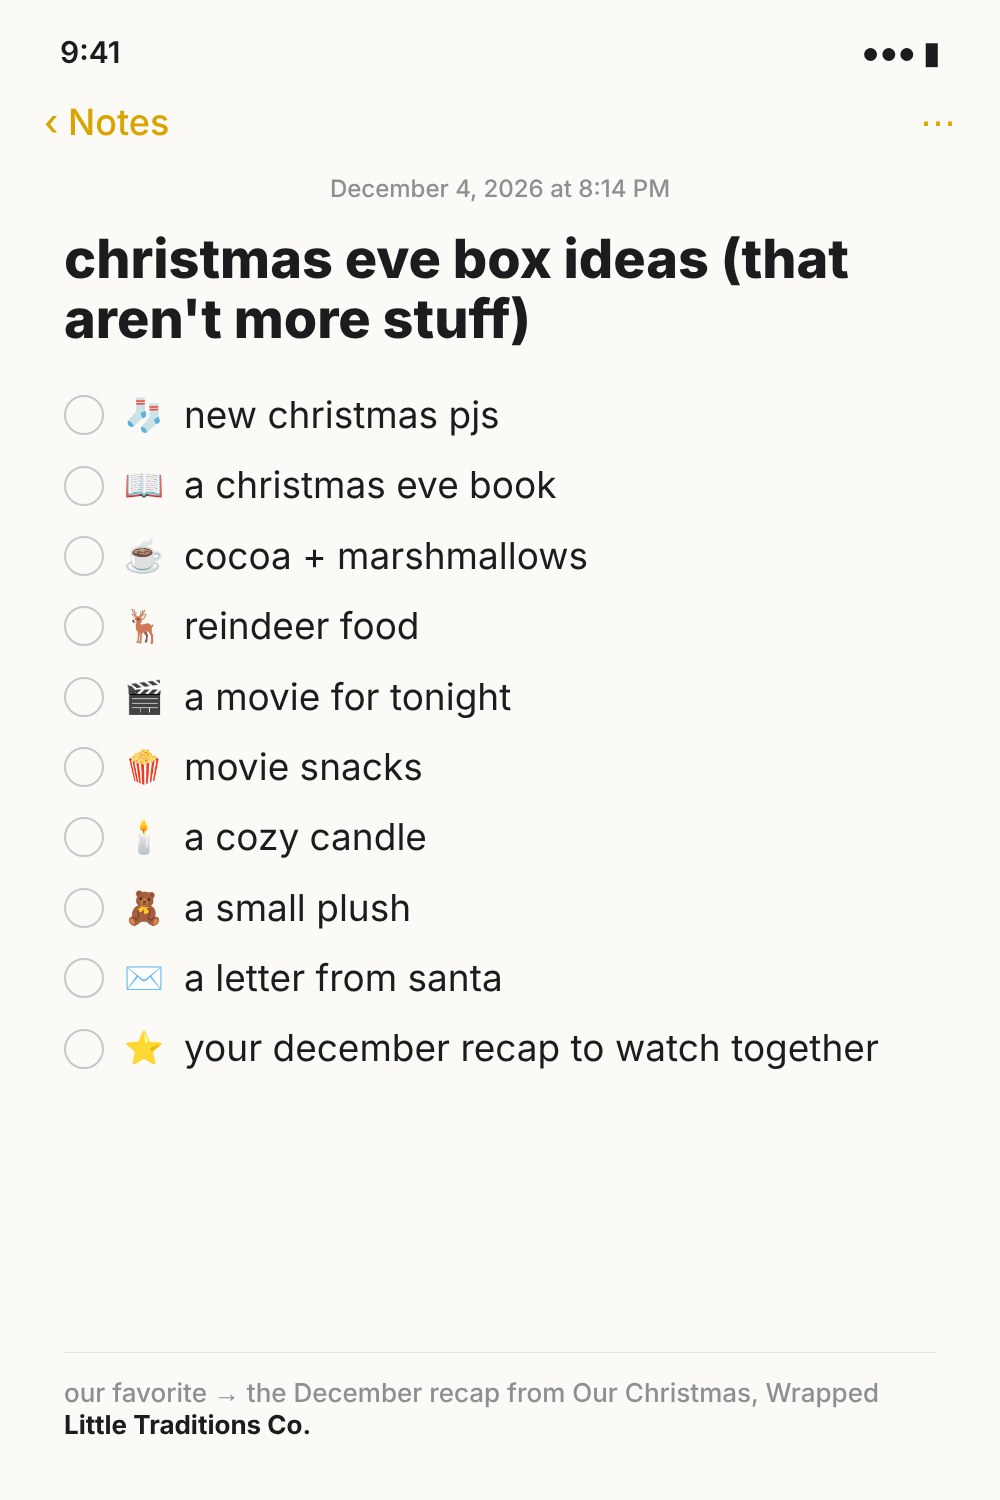 9:41
‹ Notes
···
December 4, 2026 at 8:14 PM
christmas eve box ideas (that
aren't more stuff)
🧦 new christmas pjs
📖 a christmas eve book
☕ cocoa + marshmallows
🦌 reindeer food
🎬 a movie for tonight
🍿 movie snacks
🕯️ a cozy candle
🧸 a small plush
✉️ a letter from santa
⭐ your december recap to watch together
our favorite → the December recap from Our Christmas, Wrapped
Little Traditions Co.